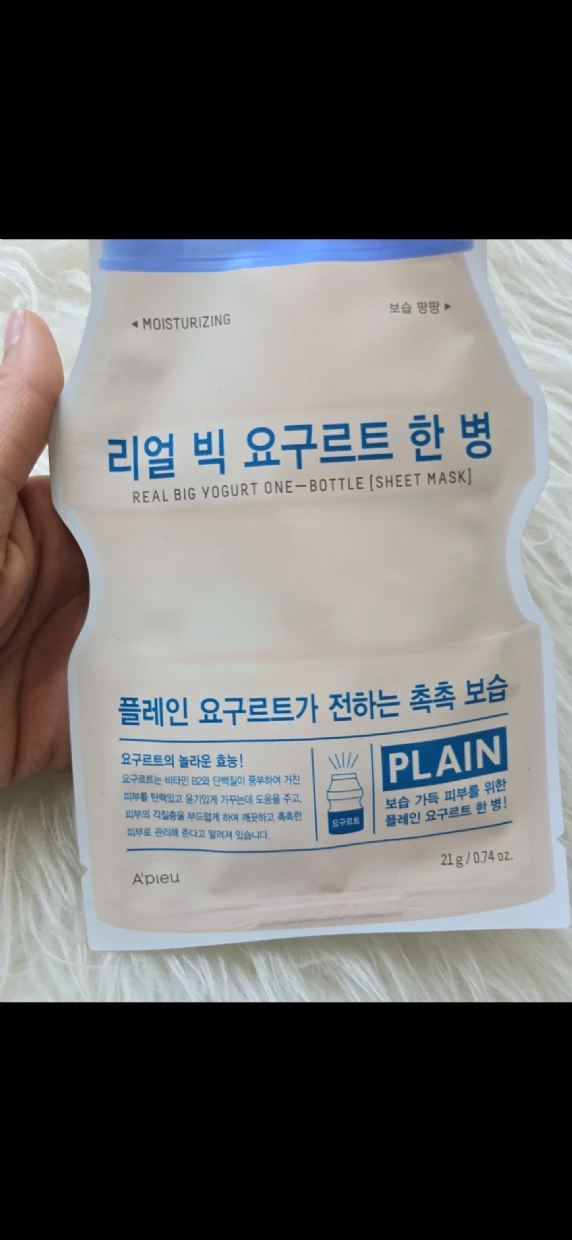 ◀ MOISTURIZING
보습 팡팡 ▶
리얼 빅 요구르트 한 병
REAL BIG YOGURT ONE-BOTTLE [SHEET MASK]
플레인 요구르트가 전하는 촉촉 보습
요구르트의 놀라운 효능!
요구르트는 비타민 B2와 단백질이 풍부하여 거친
피부를 탄력있고 윤기있게 가꾸는데 도움을 주고,
피부의 각질층을 부드럽게 하여 깨끗하고 촉촉한
피부로 관리해 준다고 알려져 있습니다.
요구르트
PLAIN
보습 가득 피부를 위한
플레인 요구르트 한 병!
A'pieu
21 g / 0.74 oz.